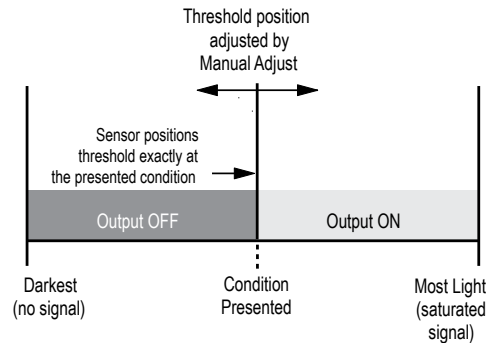 Threshold position
adjusted by
Manual Adjust
Sensor positions
threshold exactly at
the presented condition
Output OFF
Output ON
Darkest
(no signal)
Condition
Presented
Most Light
(saturated
signal)